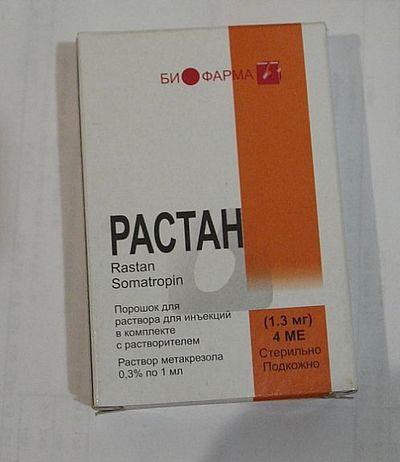 БИОФАРМА
РАСТАН
Rastan
Somatropin
Порошок для
раствора для инъекций
в комплекте
с растворителем
Раствор метакрезола
0,3% по 1 мл
(1.3 мг)
4 МЕ
Стерильно
Подкожно